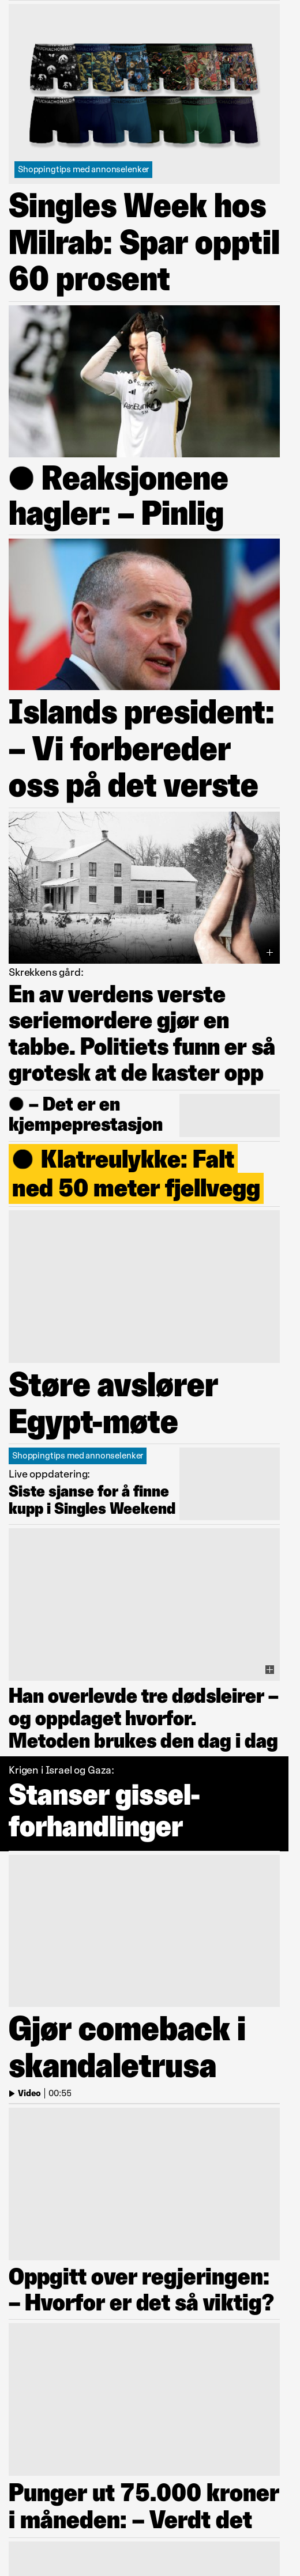 Shoppingtips med annonselenker
Singles Week hos
Milrab: Spar opptil
60 prosent
● Reaksjonene
hagler: – Pinlig
Islands president:
– Vi forbereder
oss på det verste
Skrekkens gård:
En av verdens verste
seriemordere gjør en
tabbe. Politiets funn er så
grotesk at de kaster opp
● – Det er en
kjempeprestasjon
● Klatreulykke: Falt
ned 50 meter fjellvegg
Støre avslører
Egypt-møte
Shoppingtips med annonselenker
Live oppdatering:
Siste sjanse for å finne
kupp i Singles Weekend
Han overlevde tre dødsleirer –
og oppdaget hvorfor.
Metoden brukes den dag i dag
Krigen i Israel og Gaza:
Stanser gissel-
forhandlinger
Gjør comeback i
skandaletrusa
Video | 00:55
Oppgitt over regjeringen:
– Hvorfor er det så viktig?
Punger ut 75.000 kroner
i måneden: – Verdt det